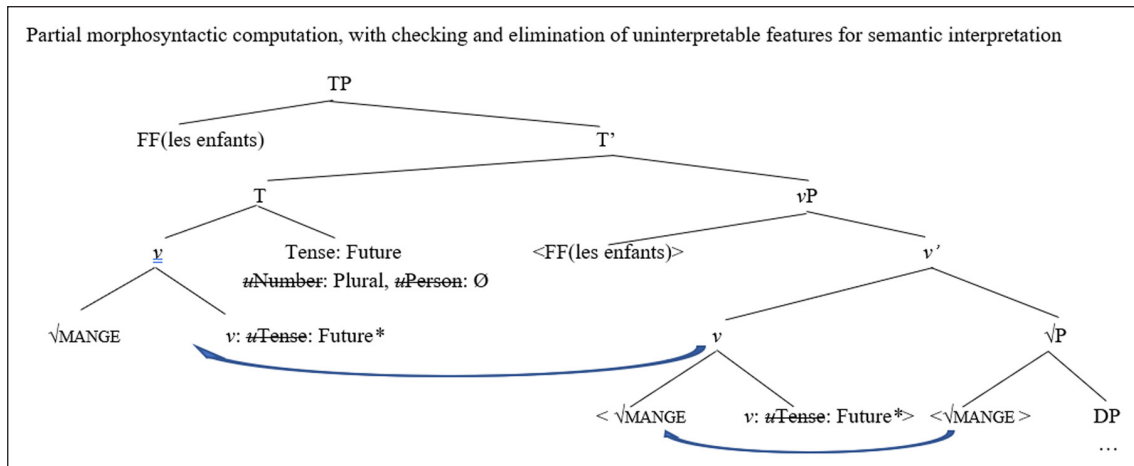 Partial morphosyntactic computation, with checking and elimination of uninterpretable features for semantic interpretation
TP
FF(les enfants)
T’
T
vP
v
Tense: Future
<FF(les enfants)>
v’
uNumber: Plural, uPerson: Ø
√MANGE
v: uTense: Future*
v
√P
< √MANGE
v: uTense: Future*>
<√MANGE >
DP
…